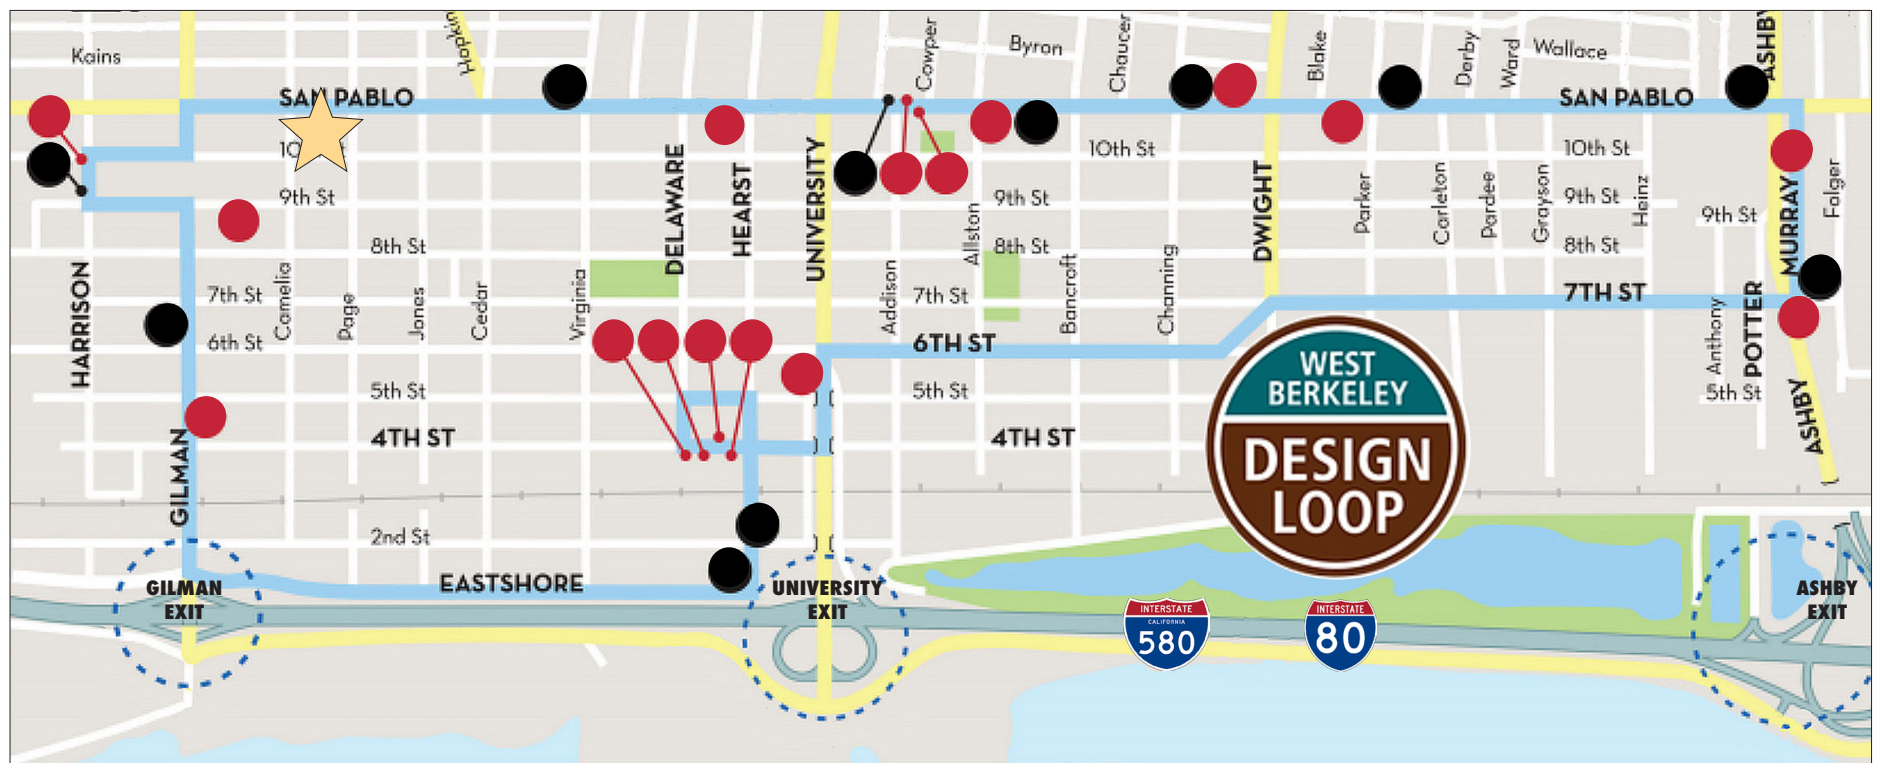 Kains
Hopkin
Cowper
Byron
Chaucer
Blake
Derby
Ward
Wallace
ASHBY
SAN PABLO
SAN PABLO
10th St
10th St
9th St
9th St
9th St
9th St
8th St
8th St
8th St
7th St
7th St
7TH ST
6th St
6TH ST
5th St
5th St
5th St
4TH ST
4TH ST
2nd St
EASTSHORE
HARRISON
GILMAN
Camelia
Page
Jones
Cedar
Virginia
DELAWARE
HEARST
UNIVERSITY
Addison
Allston
Bancroft
Channing
DWIGHT
Parker
Carleton
Pardee
Grayson
Heinz
Anthony
POTTER
MURRAY
Folger
ASHBY
WEST
BERKELEY
DESIGN
LOOP
GILMAN
EXIT
UNIVERSITY
EXIT
ASHBY
EXIT
INTERSTATE
CALIFORNIA
580
INTERSTATE
80